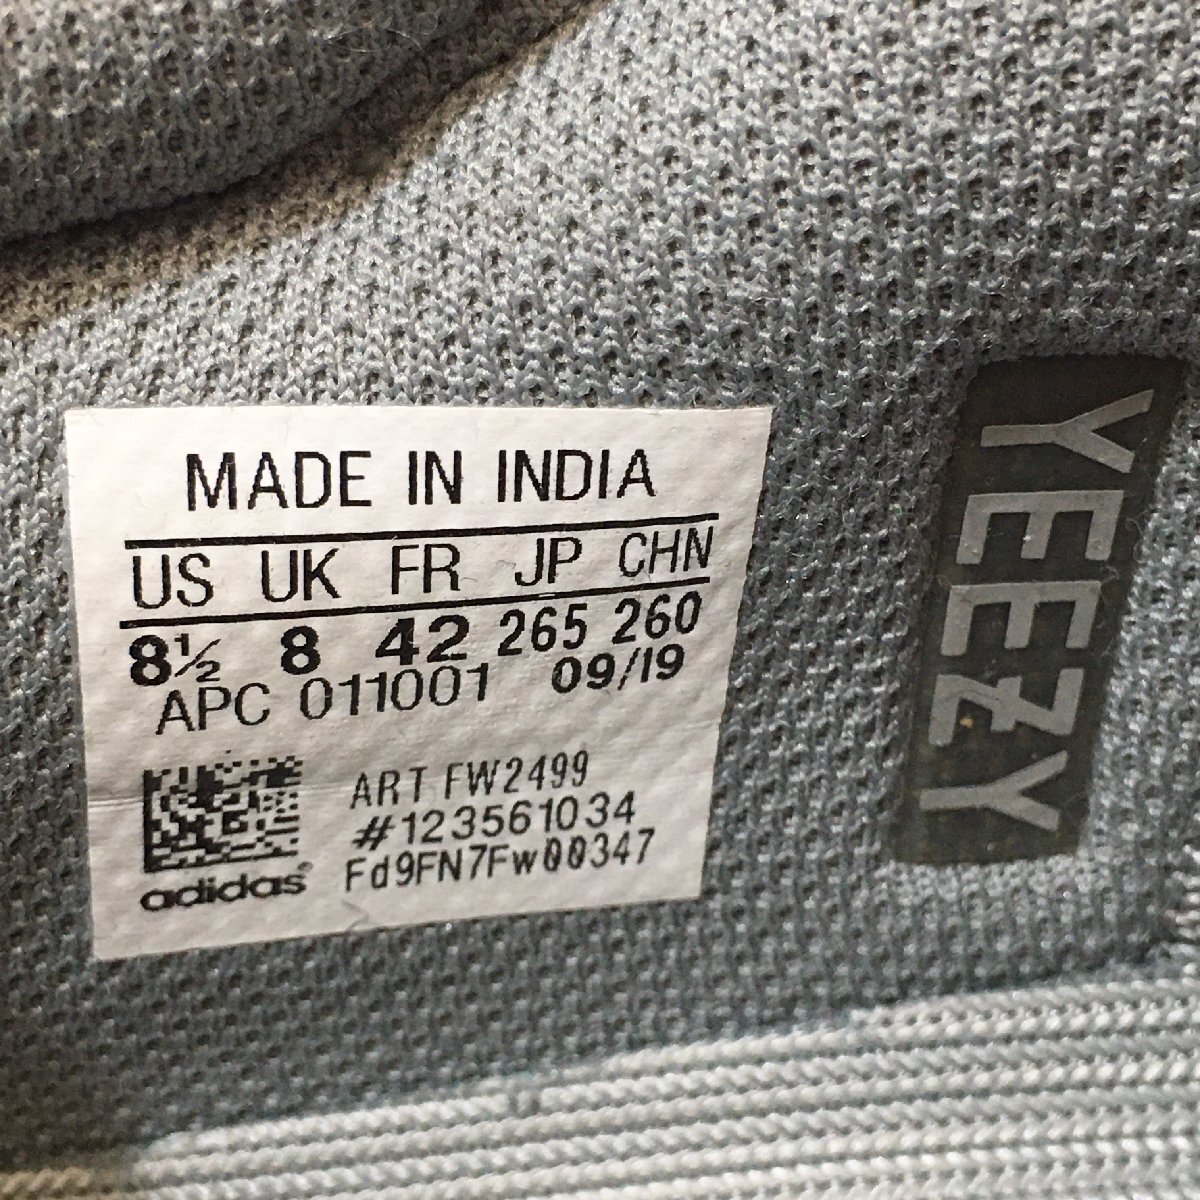 MADE IN INDIA
US UK FR JP CHN
8½ 8 42 265 260
APC 011001 09/19
ART FW2499
#123561034
Fd9FN7Fw00347
adidas®
YEEZY